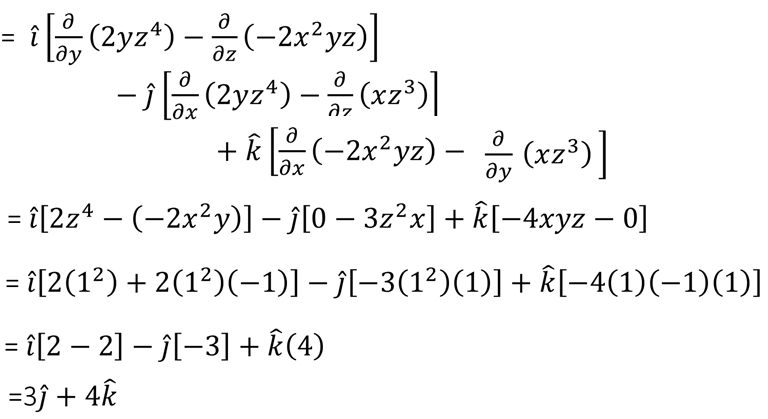 = î [∂/∂y (2yz⁴) − ∂/∂z (−2x²yz)]
− ĵ [∂/∂x (2yz⁴) − ∂/∂z (xz³)]
+ k̂ [∂/∂x (−2x²yz) − ∂/∂y (xz³)]
= î[2z⁴ − (−2x²y)] − ĵ[0 − 3z²x] + k̂[−4xyz − 0]
= î[2(1²) + 2(1²)(−1)] − ĵ[−3(1²)(1)] + k̂[−4(1)(−1)(1)]
= î[2 − 2] − ĵ[−3] + k̂(4)
=3ĵ + 4k̂